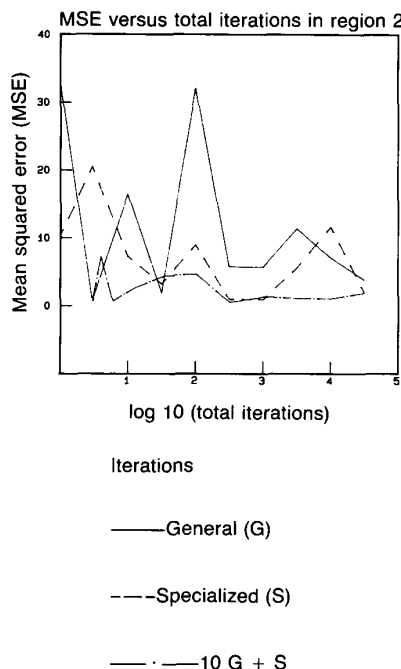 MSE versus total iterations in region 2
Mean squared error (MSE)
40
30
20
10
0
1
2
3
4
5
log 10 (total iterations)
Iterations
General (G)
Specialized (S)
10 G + S